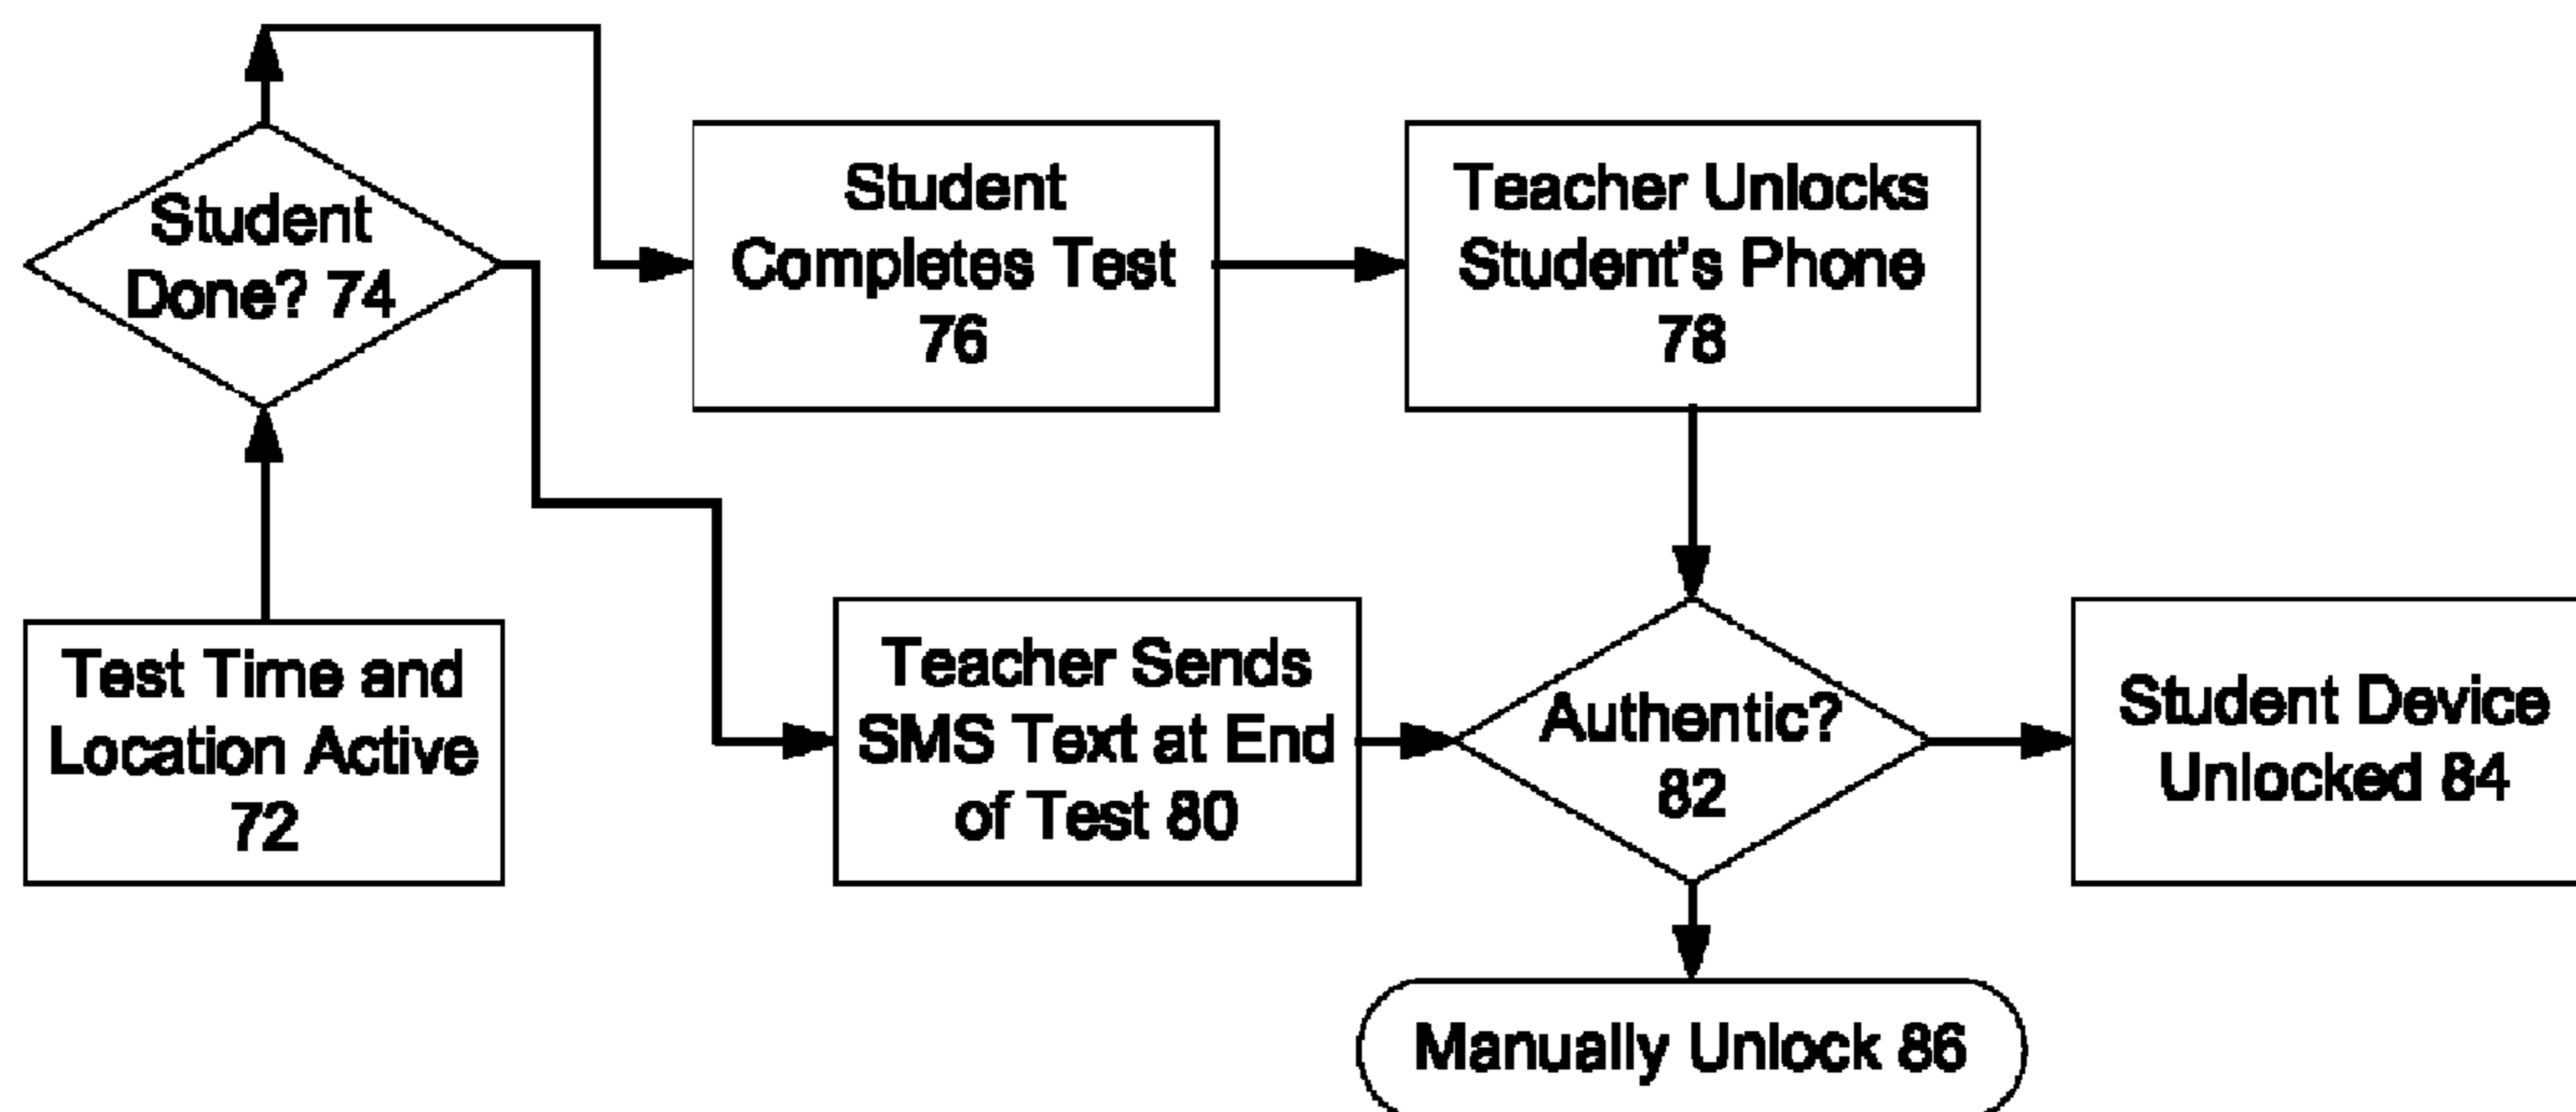 Student
Done? 74
Student
Completes Test
76
Teacher Unlocks
Student's Phone
78
Test Time and
Location Active
72
Teacher Sends
SMS Text at End
of Test 80
Authentic?
82
Student Device
Unlocked 84
Manually Unlock 86